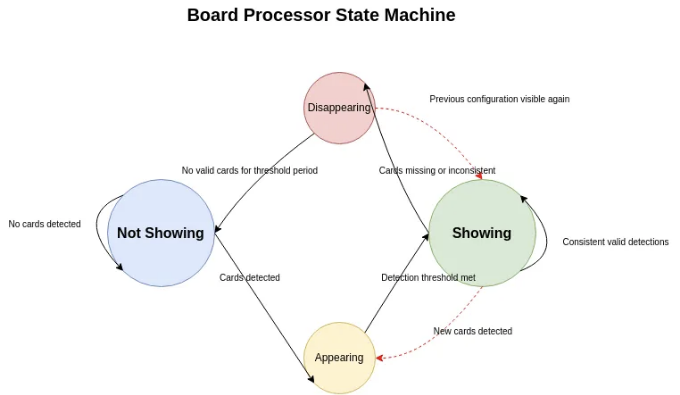 Board Processor State Machine
Disappearing
Previous configuration visible again
No valid cards for threshold period
Cards missing or inconsistent
No cards detected
Not Showing
Showing
Consistent valid detections
Cards detected
Detection threshold met
New cards detected
Appearing